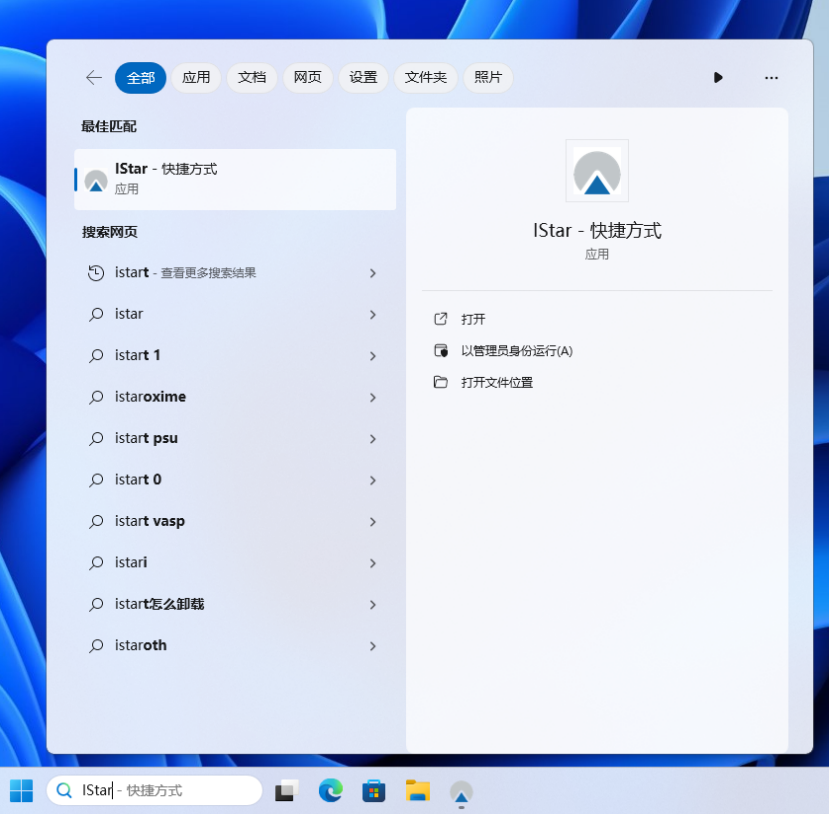 全部
应用
文档
网页
设置
文件夹
照片
最佳匹配
IStar - 快捷方式
应用
搜索网页
istart - 查看更多搜索结果
istar
istart 1
istaroxime
istart psu
istart 0
istart vasp
istari
istart怎么卸载
istaroth
IStar - 快捷方式
应用
打开
以管理员身份运行(A)
打开文件位置
IStar - 快捷方式